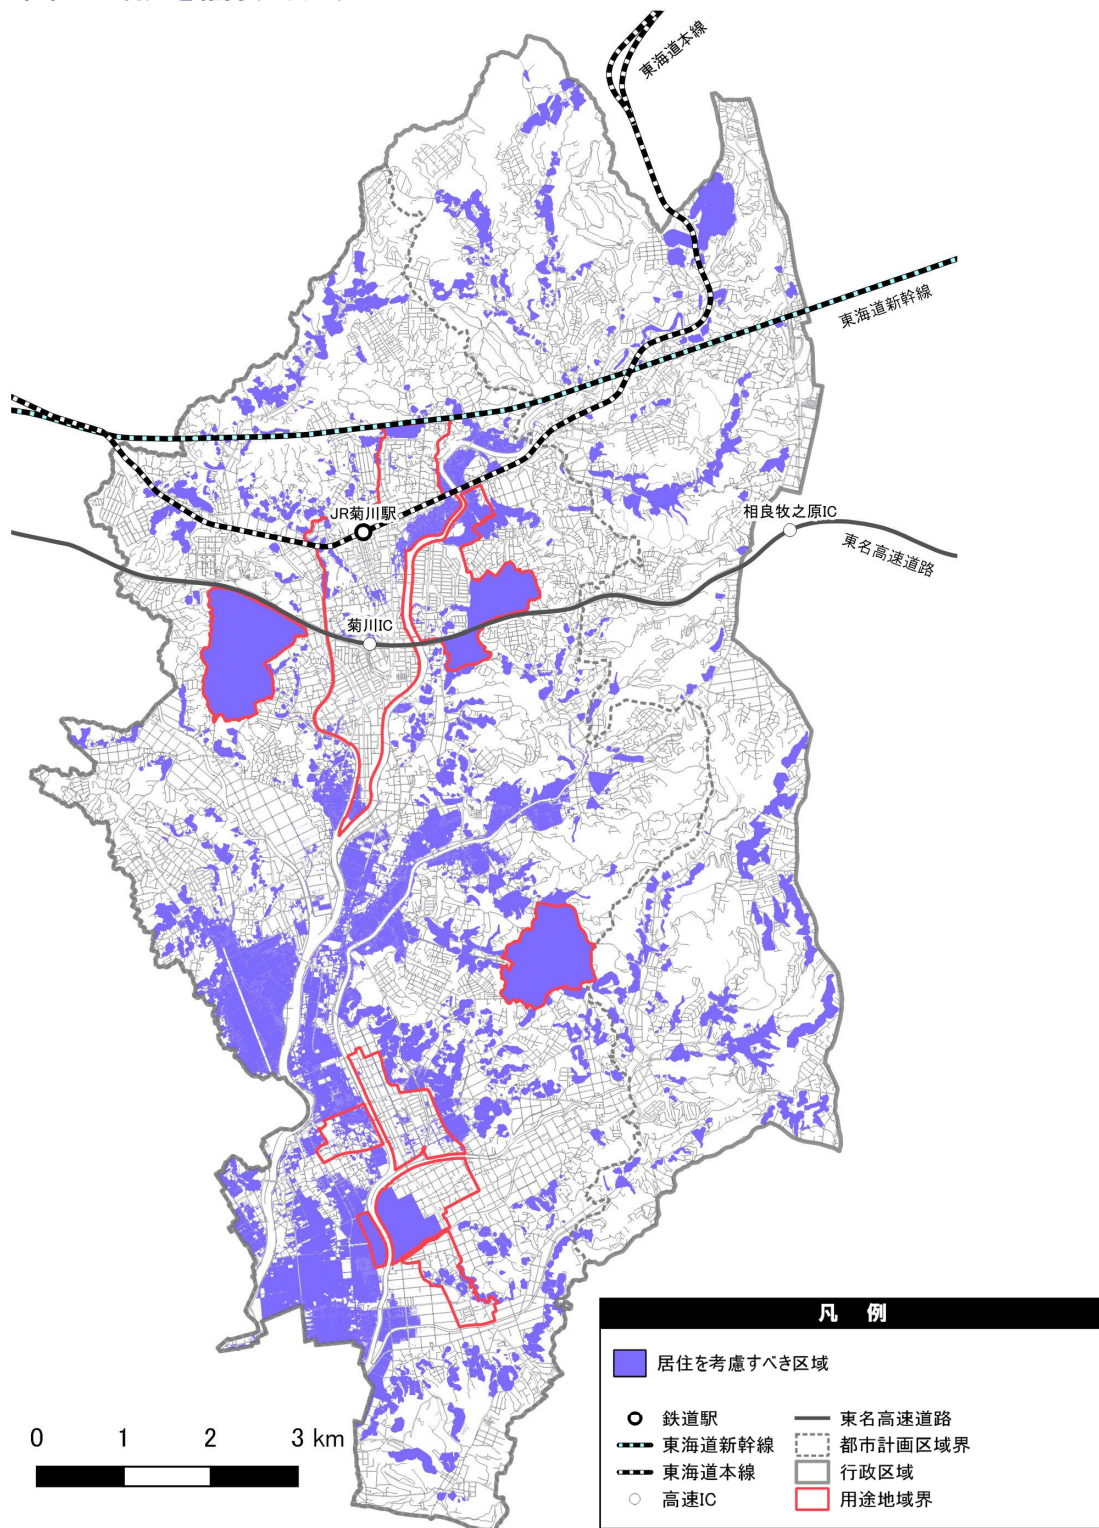 東海道本線
東海道新幹線
JR菊川駅
相良牧之原IC
東名高速道路
菊川IC
凡 例
居住を考慮すべき区域
鉄道駅
東名高速道路
東海道新幹線
都市計画区域界
東海道本線
行政区域
高速IC
用途地域界
0 1 2 3 km